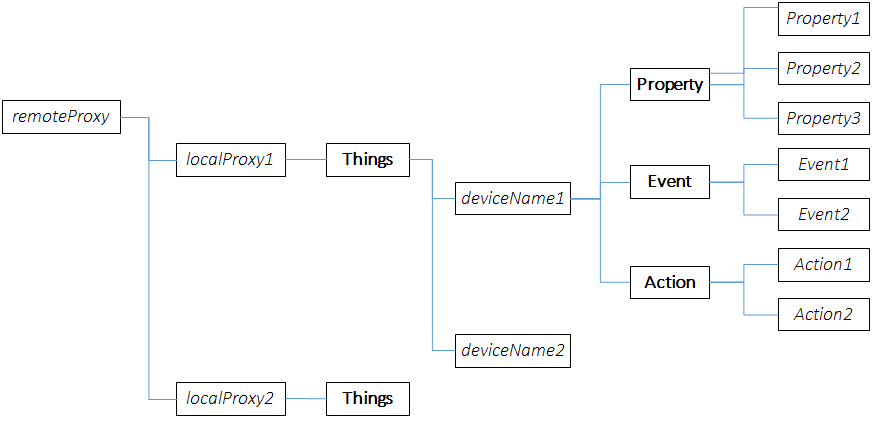 remoteProxy
localProxy1
Things
deviceName1
Property
Property1
Property2
Property3
Event
Event1
Event2
Action
Action1
Action2
deviceName2
localProxy2
Things